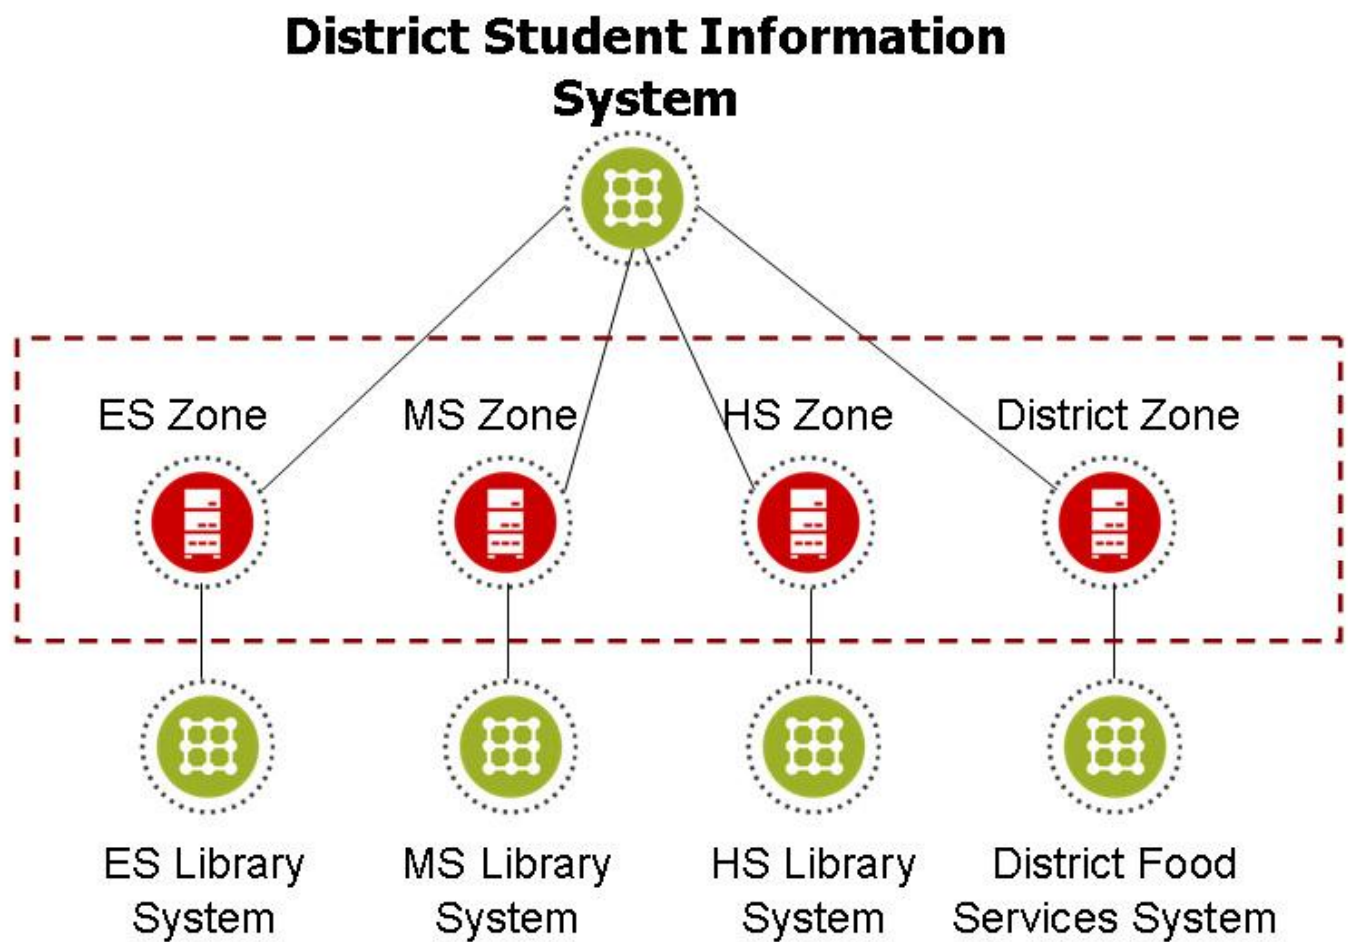 District Student Information
System
ES Zone
MS Zone
HS Zone
District Zone
ES Library
System
MS Library
System
HS Library
System
District Food
Services System